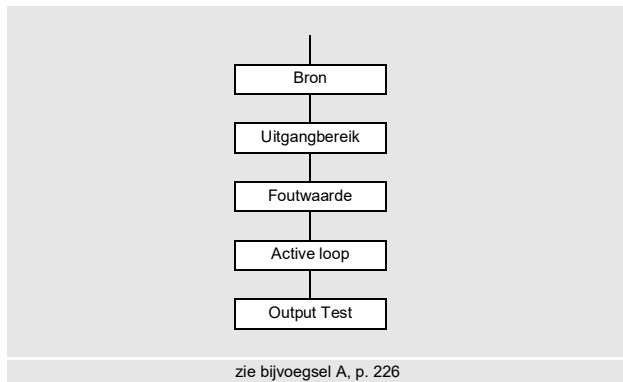 Bron
Uitgangbereik
Foutwaarde
Active loop
Output Test
zie bijvoegsel A, p. 226